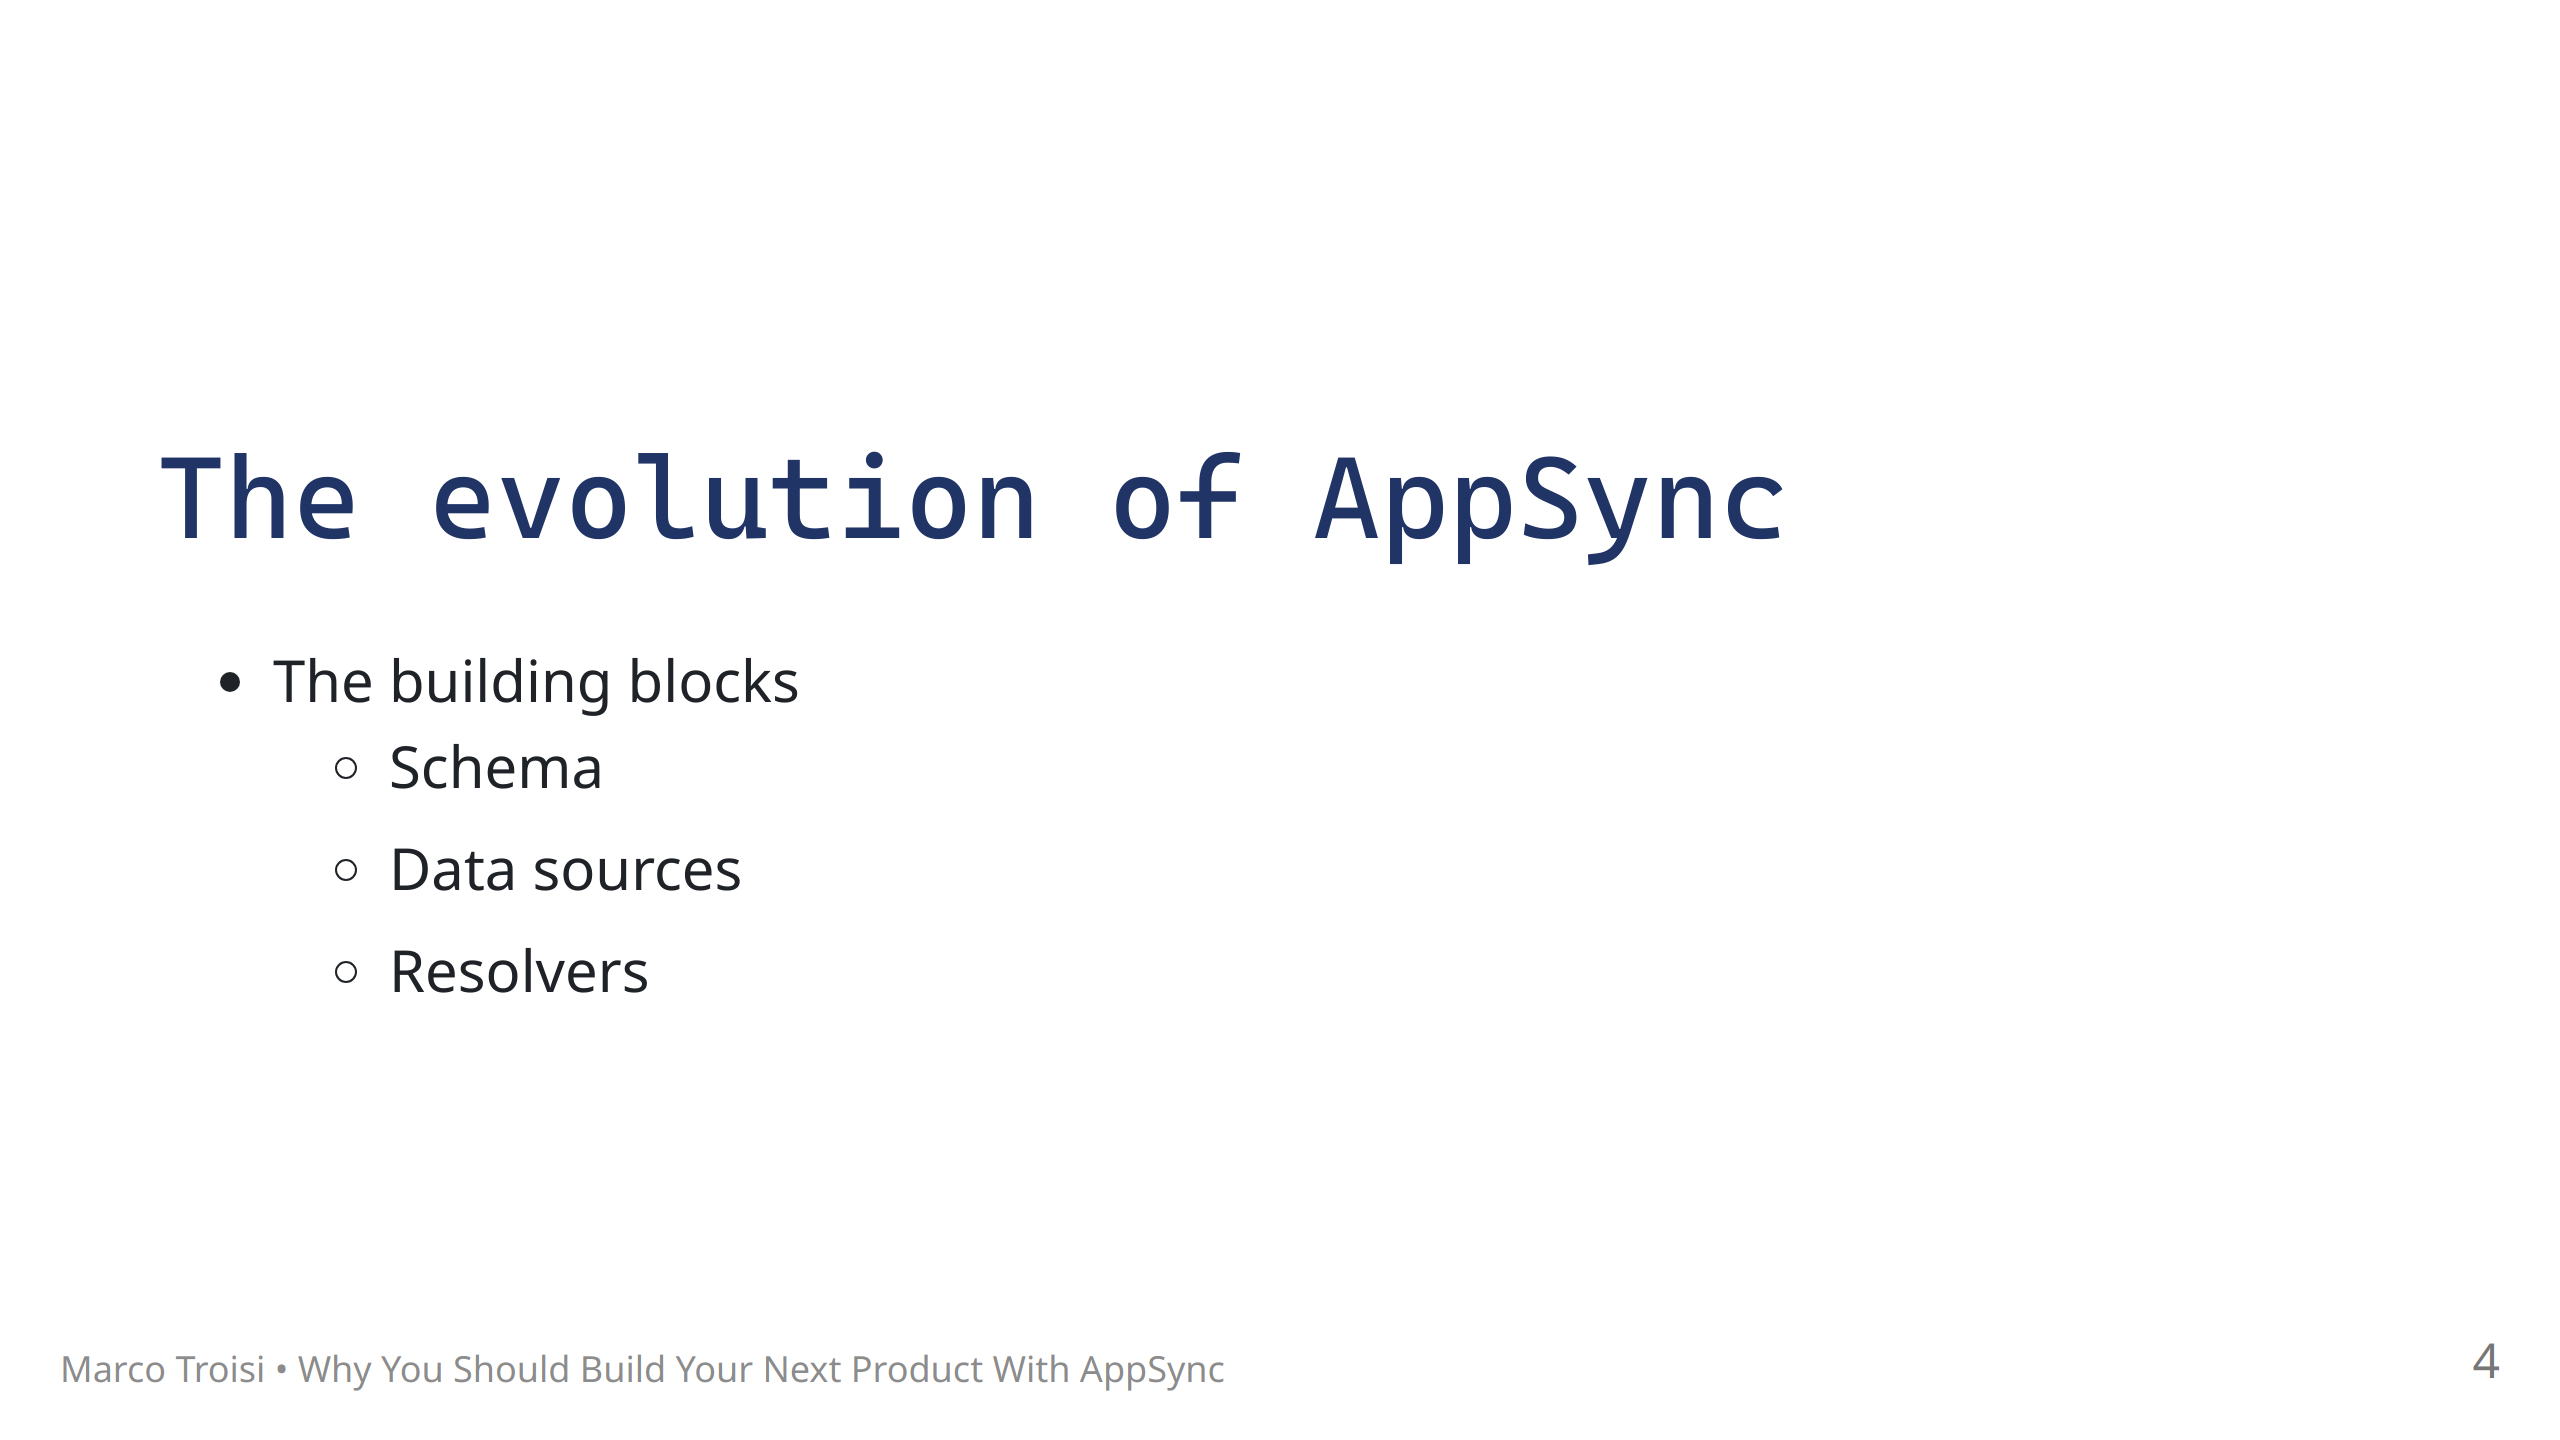 The evolution of AppSync
• The building blocks
○ Schema
○ Data sources
○ Resolvers
Marco Troisi • Why You Should Build Your Next Product With AppSync
4